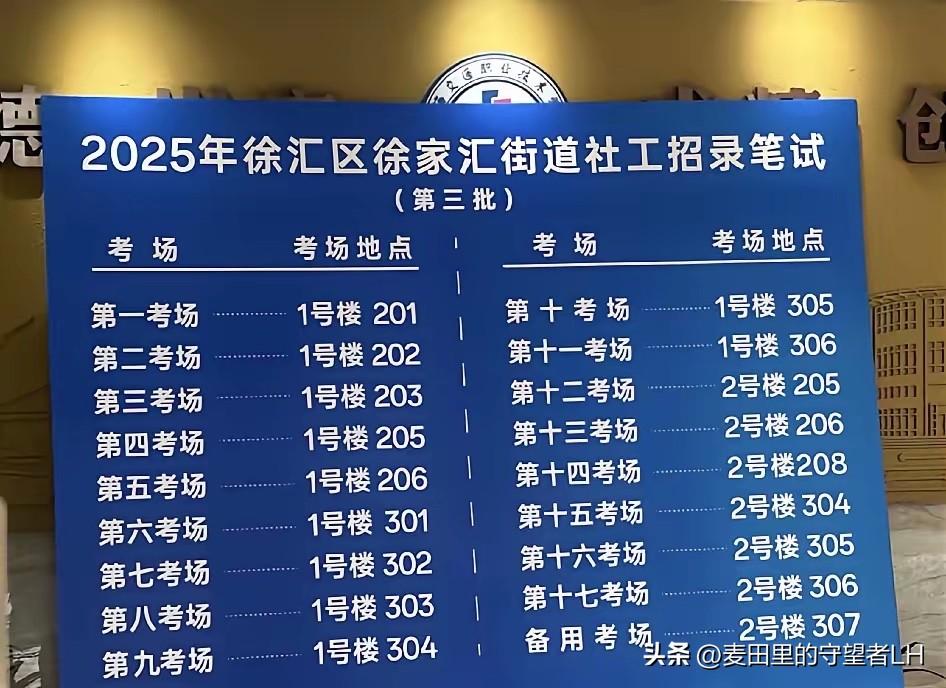 2025年徐汇区徐家汇街道社工招录笔试
(第三批)
考场 考场地点
第一考场 1号楼 201
第二考场 1号楼 202
第三考场 1号楼 203
第四考场 1号楼 205
第五考场 1号楼 206
第六考场 1号楼 301
第七考场 1号楼 302
第八考场 1号楼 303
第九考场 1号楼 304
考场 考场地点
第十考场 1号楼 305
第十一考场 1号楼 306
第十二考场 2号楼 205
第十三考场 2号楼 206
第十四考场 2号楼208
第十五考场 2号楼 304
第十六考场 2号楼 305
第十七考场 2号楼 306
备用考场 2号楼307
头条 @麦田里的守望者LH